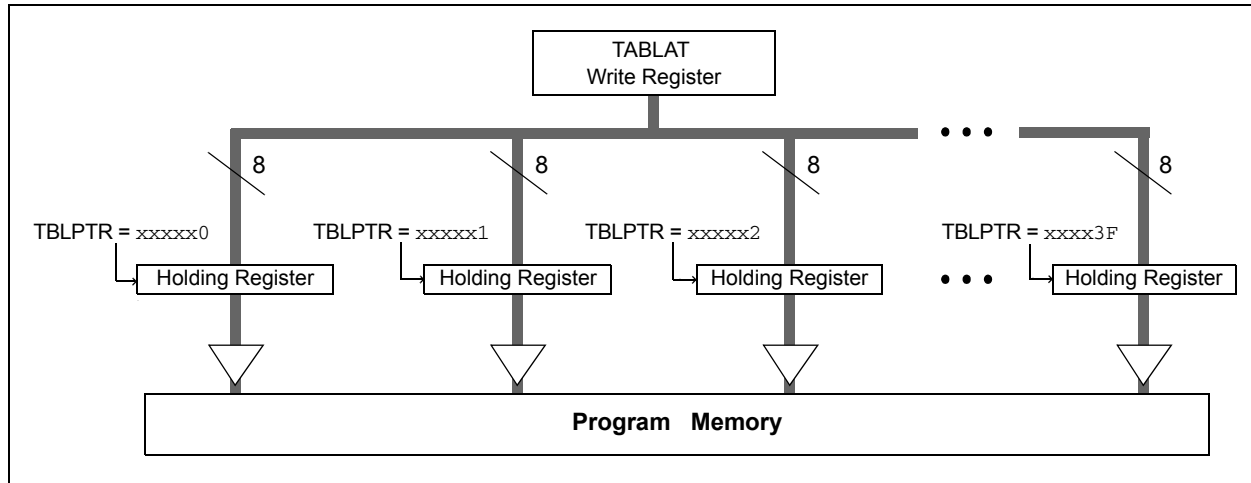 TABLAT
Write Register
8
8
8
8
TBLPTR = xxxxx0
TBLPTR = xxxxx1
TBLPTR = xxxxx2
TBLPTR = xxxx3F
Holding Register
Holding Register
Holding Register
Holding Register
Program Memory